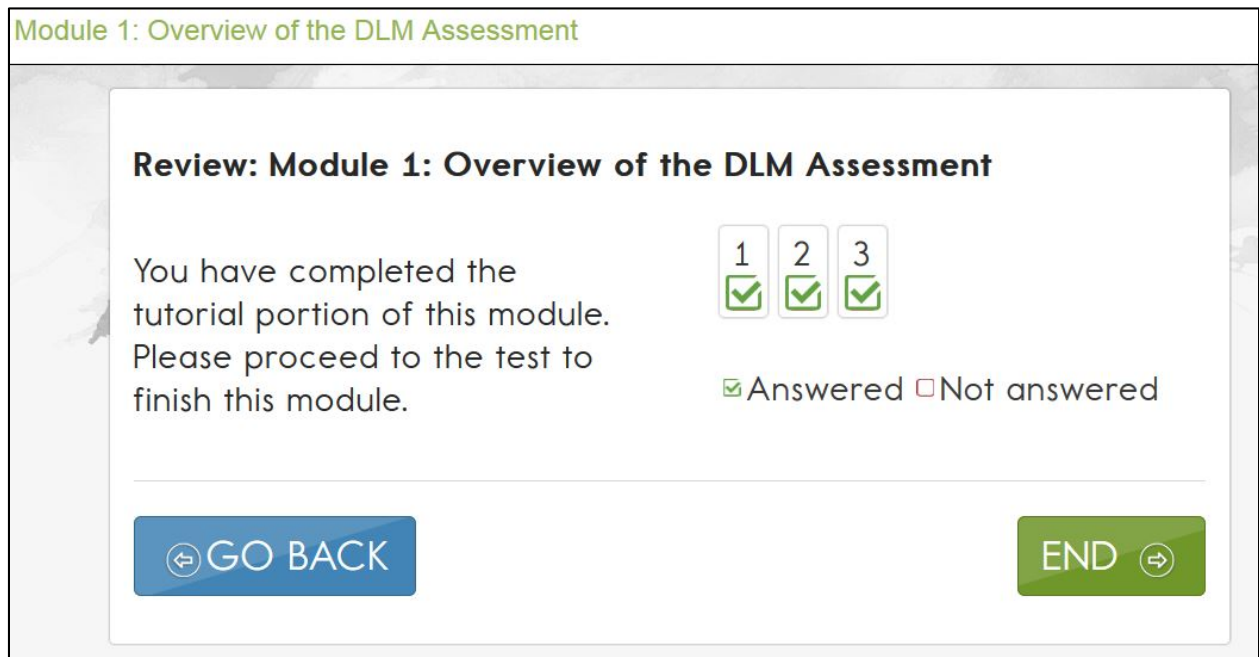 Module 1: Overview of the DLM Assessment
Review: Module 1: Overview of the DLM Assessment
You have completed the
tutorial portion of this module.
Please proceed to the test to
finish this module.
1 2 3
Answered Not answered
GO BACK
END